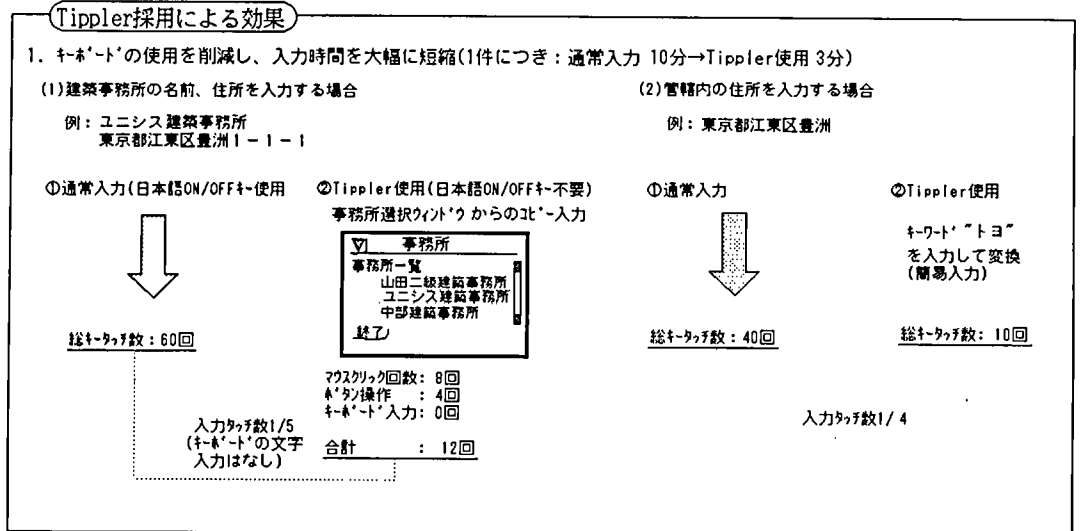 Tippler採用による効果
1. ｷｰﾎﾞｰﾄﾞの使用を削減し、入力時間を大幅に短縮(1件につき：通常入力 10分→Tippler使用 3分)
(1)建築事務所の名前、住所を入力する場合
例：ユニシス建築事務所
東京都江東区豊洲１－１－１
①通常入力(日本語ON/OFFｷｰ使用
②Tippler使用(日本語ON/OFFｷｰ不要)
事務所選択ｳｨﾝﾄﾞｳ からのｺﾋﾟｰ入力
事務所
事務所一覧
山田二級建築事務所
ユニシス建築事務所
中部建築事務所
終了
総ｷｰﾀｯﾁ数：60回
ﾏｳｽｸﾘｯｸ回数： 8回
ﾎﾞﾀﾝ操作 ： 4回
ｷｰﾎﾞｰﾄﾞ入力： 0回
合計 ： 12回
入力ﾀｯﾁ数1/5
(ｷｰﾎﾞｰﾄﾞの文字
入力はなし)
(2)管轄内の住所を入力する場合
例：東京都江東区豊洲
①通常入力
②Tippler使用
ｷｰﾜｰﾄﾞ "トヨ"
を入力して変換
(簡易入力)
総ｷｰﾀｯﾁ数：40回
総ｷｰﾀｯﾁ数： 10回
入力ﾀｯﾁ数1/4